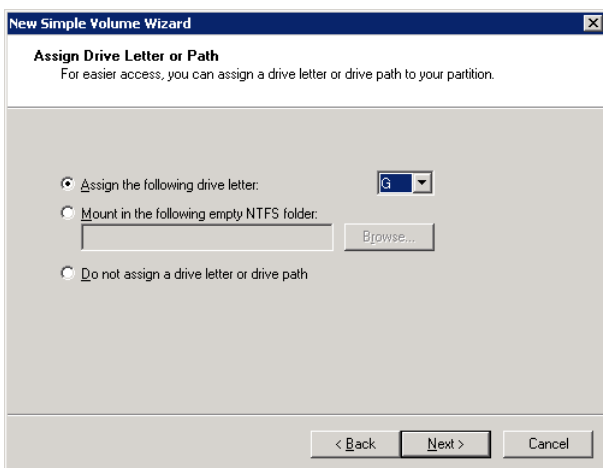 New Simple Volume Wizard
Assign Drive Letter or Path
For easier access, you can assign a drive letter or drive path to your partition.
Assign the following drive letter:
G
Mount in the following empty NTFS folder:
Browse...
Do not assign a drive letter or drive path
< Back
Next >
Cancel